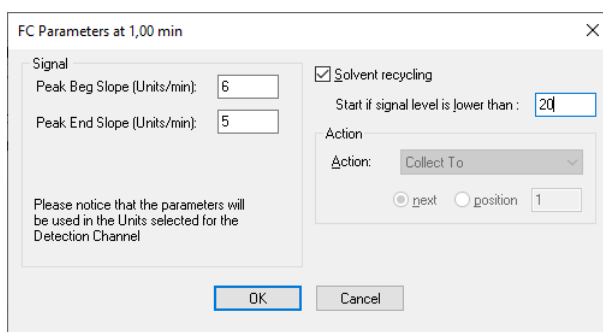 FC Parameters at 1,00 min
Signal
Peak Beg Slope (Units/min): 6
Peak End Slope (Units/min): 5
Please notice that the parameters will
be used in the Units selected for the
Detection Channel
Solvent recycling
Start if signal level is lower than : 20
Action
Action: Collect To
next position 1
OK Cancel